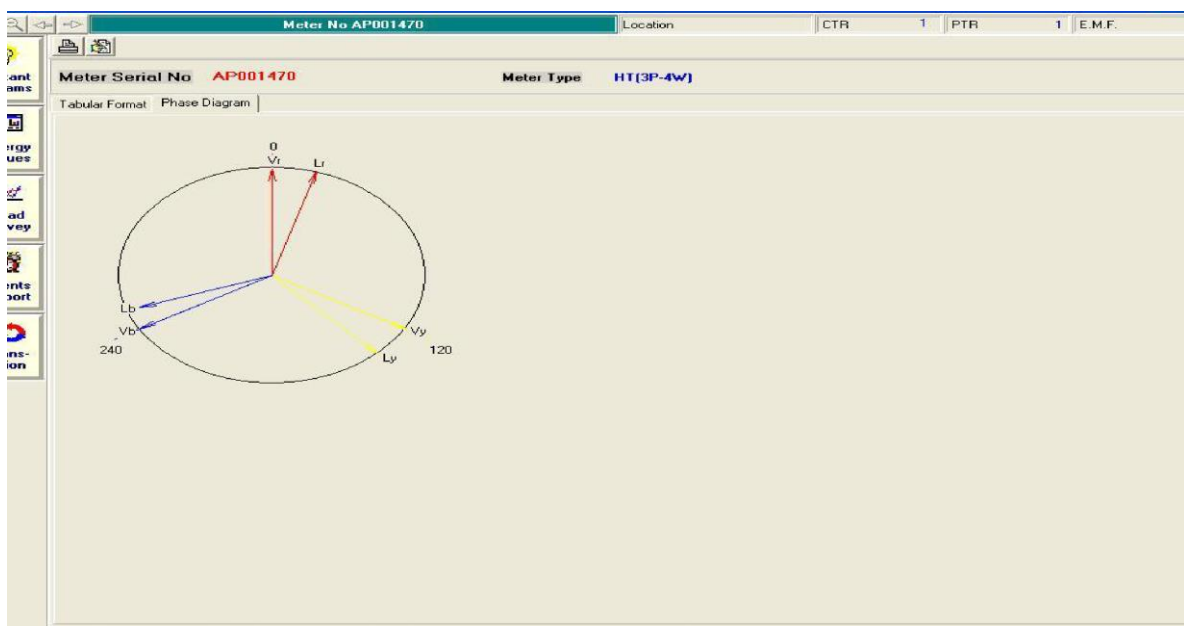 Meter No AP001470 Location CTR 1 PTR 1 E.M.F.
Meter Serial No AP001470 Meter Type HT(3P-4W)
Tabular Format Phase Diagram
0
Vr Lr
Lb
Vb Vy
240 Ly 120